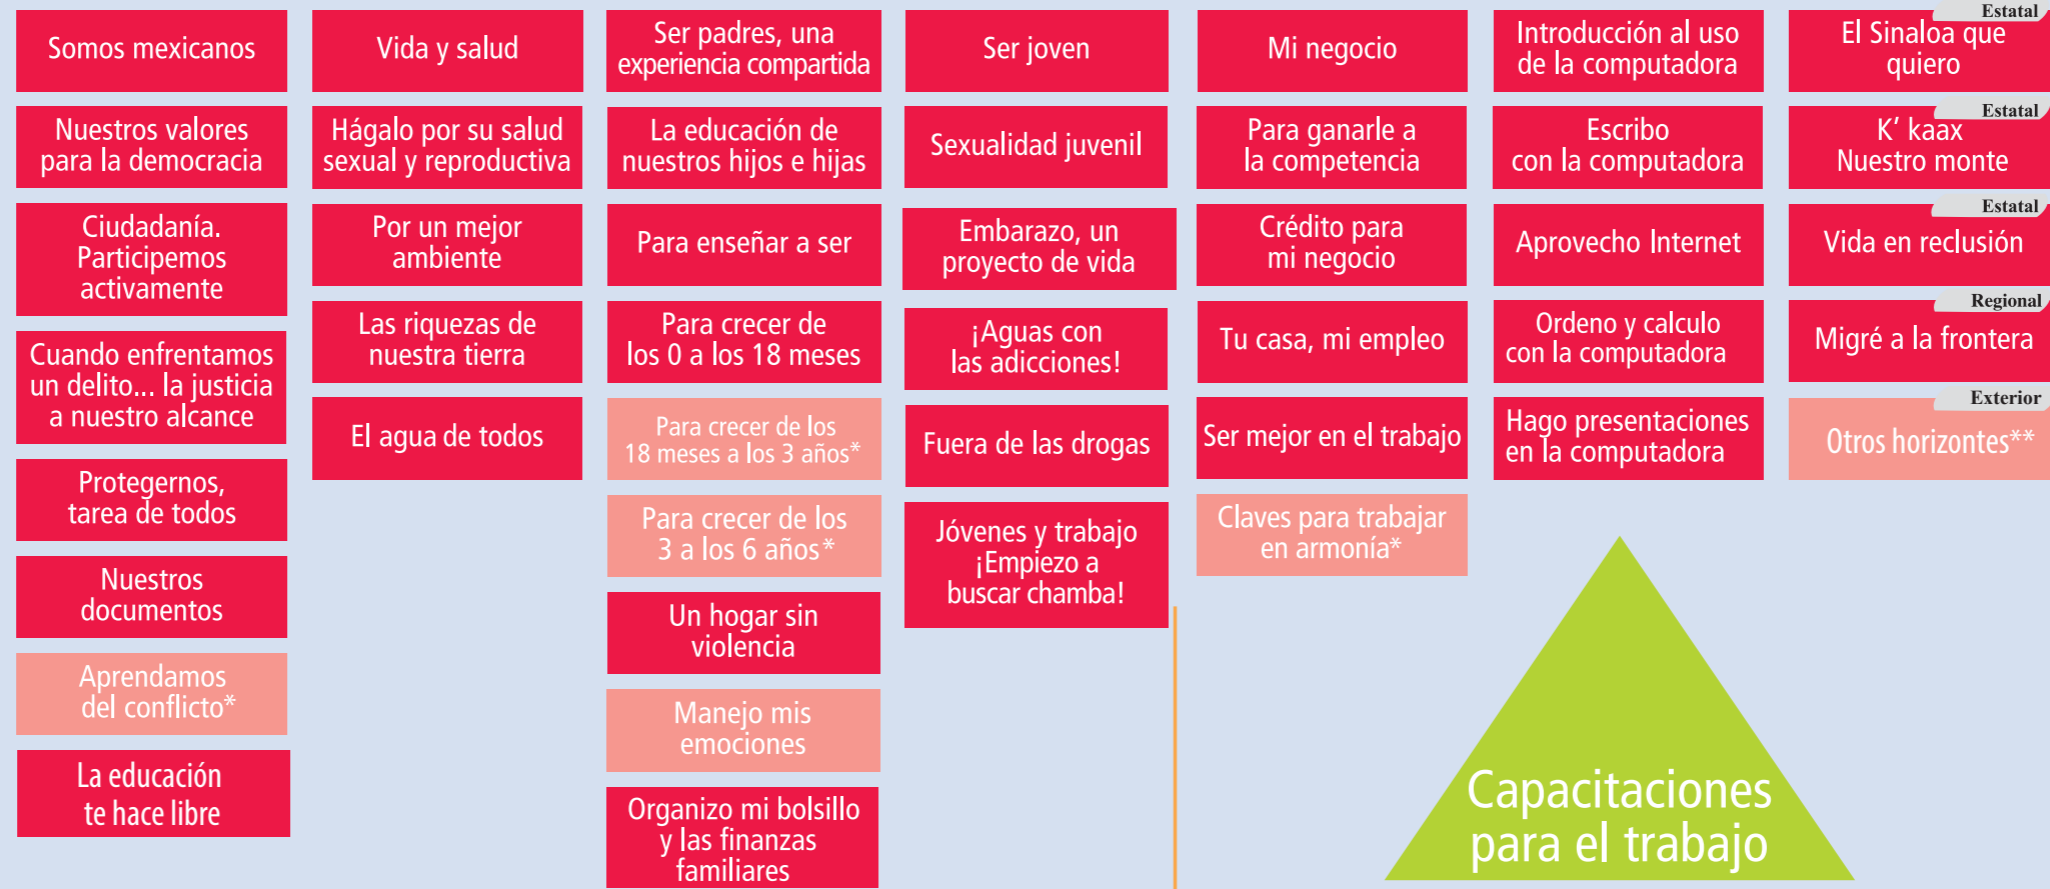 Somos mexicanos
Nuestros valores
para la democracia
Ciudadanía.
Participemos
activamente
Cuando enfrentamos
un delito... la justicia
a nuestro alcance
Protegernos,
tarea de todos
Nuestros
documentos
Aprendamos
del conflicto*
La educación
te hace libre
Vida y salud
Hágalo por su salud
sexual y reproductiva
Por un mejor
ambiente
Las riquezas de
nuestra tierra
El agua de todos
Ser padres, una
experiencia compartida
La educación de
nuestros hijos e hijas
Para enseñar a ser
Para crecer de
los 0 a los 18 meses
Para crecer de los
18 meses a los 3 años*
Para crecer de los
3 a los 6 años*
Un hogar sin
violencia
Manejo mis
emociones
Organizo mi bolsillo
y las finanzas
familiares
Ser joven
Sexualidad juvenil
Embarazo, un
proyecto de vida
¡Aguas con
las adicciones!
Fuera de las drogas
Jóvenes y trabajo
¡Empiezo a
buscar chamba!
Mi negocio
Para ganarle a
la competencia
Crédito para
mi negocio
Tu casa, mi empleo
Ser mejor en el trabajo
Claves para trabajar
en armonía*
Introducción al uso
de la computadora
Escribo
con la computadora
Aprovecho Internet
Ordeno y calculo
con la computadora
Hago presentaciones
en la computadora
Estatal
El Sinaloa que
quiero
Estatal
K' kaax
Nuestro monte
Estatal
Vida en reclusión
Regional
Migré a la frontera
Exterior
Otros horizontes**
Capacitaciones
para el trabajo